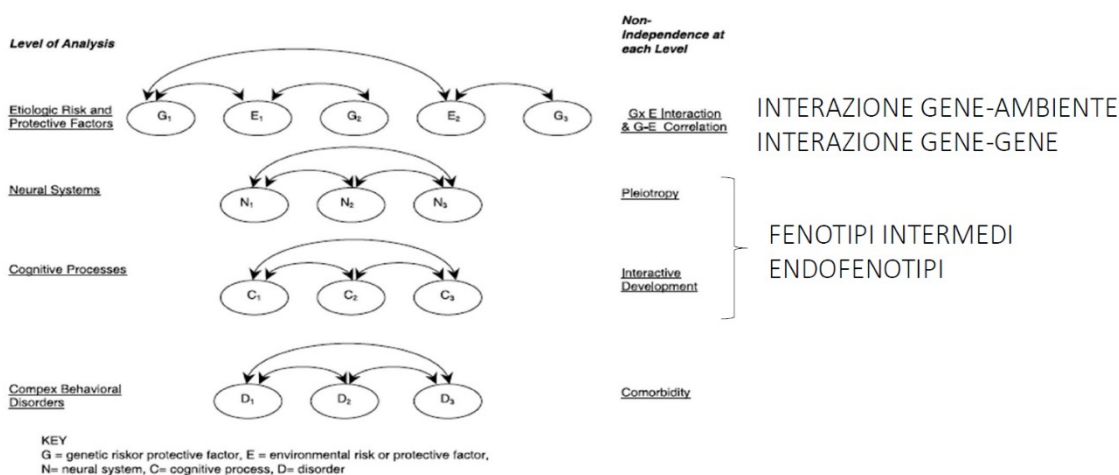 Level of Analysis
Non-
Independence at
each Level
Etiologic Risk and
Protective Factors
G₁ E₁ G₂ E₂ G₃
Gx E Interaction
& G-E Correlation
INTERAZIONE GENE-AMBIENTE
INTERAZIONE GENE-GENE
Neural Systems
N₁ N₂ N₃
Pleiotropy
FENOTIPI INTERMEDI
ENDOFENOTIPI
Cognitive Processes
C₁ C₂ C₃
Interactive
Development
Compex Behavioral
Disorders
D₁ D₂ D₃
Comorbidity
KEY
G = genetic riskor protective factor, E = environmental risk or protective factor,
N= neural system, C= cognitive process, D= disorder